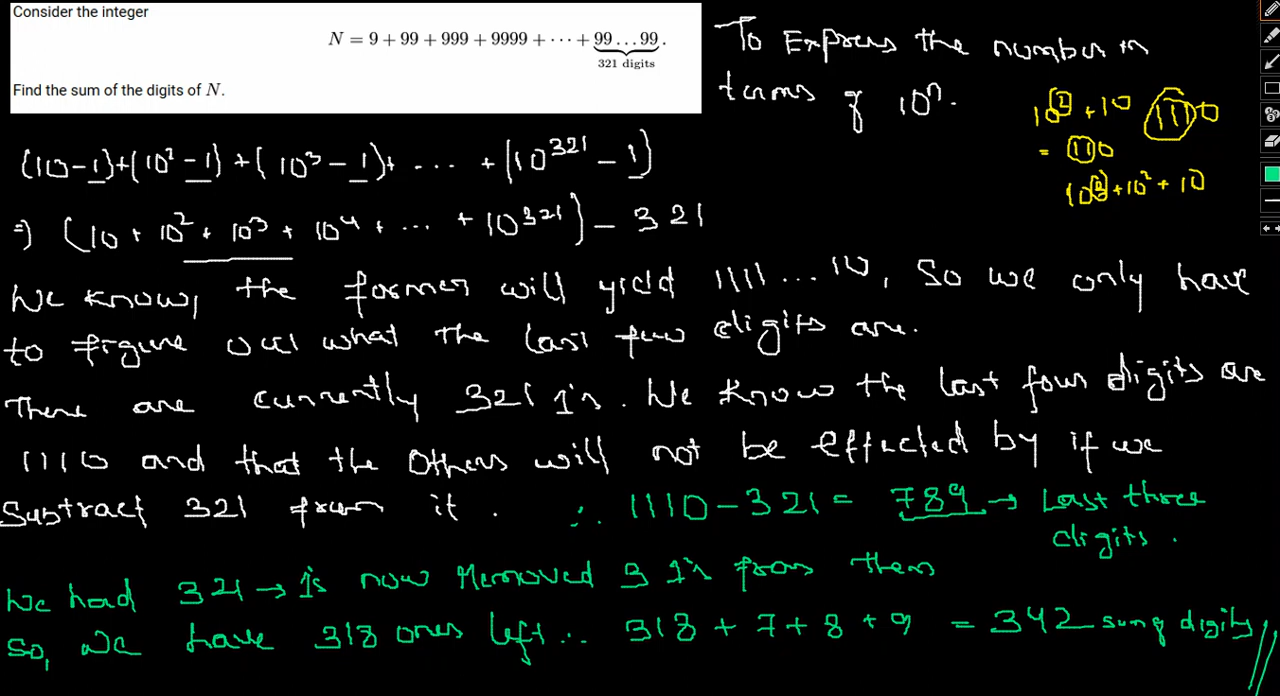 Consider the integer
N = 9 + 99 + 999 + 9999 + ··· + 99...99.
321 digits
Find the sum of the digits of N.
To Express the number in
terms of 10ⁿ.
10² + 10 1110
= 110
10³ + 10² + 10
(10-1)+(10²-1)+(10³-1)+ .... +(10³²¹-1)
⇒ (10 + 10² + 10³ + 10⁴ + ... + 10³²¹) - 321
We know, the former will yield 1111...10, So we only have
to figure out what the last few digits are.
There are currently 321 1's. We know the last four digits are
1110 and that the others will not be effected by if we
Subtract 321 from it. ∴ 1110-321 = 789 → Last three
digits.
We had 321 → 1s now removed 3 1's from them
So, we have 318 ones left ∴ 318 + 7 + 8 + 9 = 342 sum of digits//